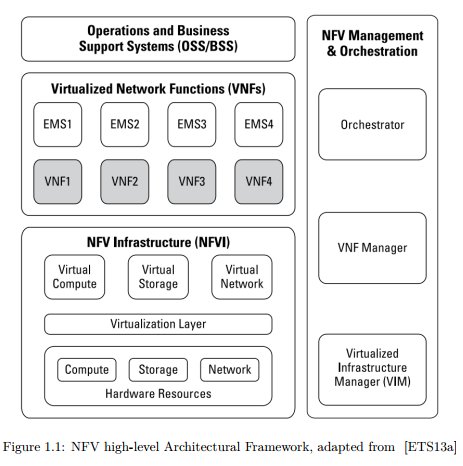 Operations and Business
Support Systems (OSS/BSS)
Virtualized Network Functions (VNFs)
EMS1 EMS2 EMS3 EMS4
VNF1 VNF2 VNF3 VNF4
NFV Infrastructure (NFVI)
Virtual Compute
Virtual Storage
Virtual Network
Virtualization Layer
Compute Storage Network
Hardware Resources
NFV Management
& Orchestration
Orchestrator
VNF Manager
Virtualized
Infrastructure
Manager (VIM)
Figure 1.1: NFV high-level Architectural Framework, adapted from [ETS13a]